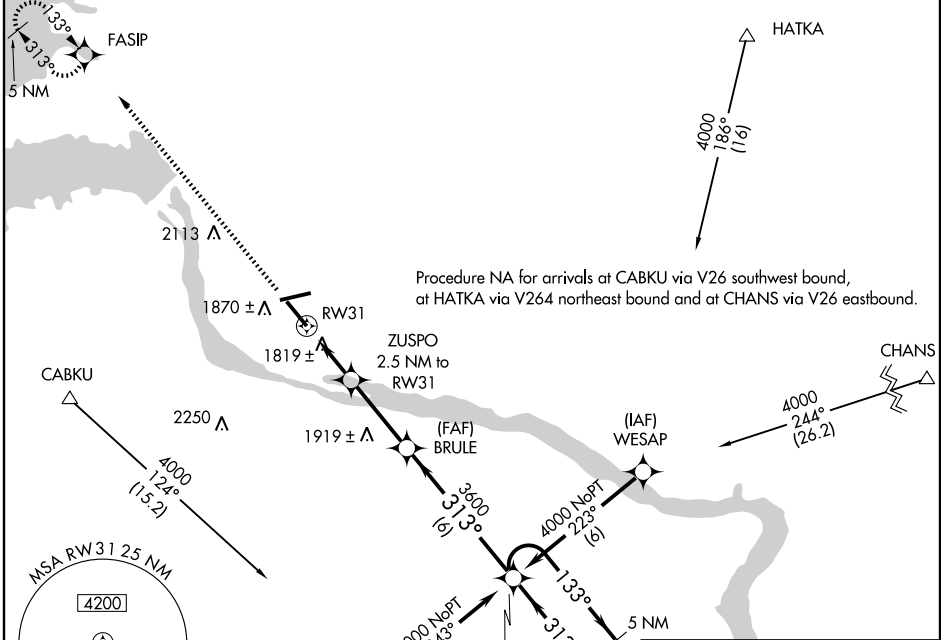 133°
313°
FASIP
5 NM
HATKA
4000
186°
(16)
2113
Procedure NA for arrivals at CABKU via V26 southwest bound,
at HATKA via V264 northeast bound and at CHANS via V26 eastbound.
1870 ±
RW31
1819 ±
ZUSPO
2.5 NM to
RW31
CHANS
4000
244°
(26.2)
CABKU
2250
1919 ±
(FAF)
BRULE
(IAF)
WESAP
4000
124°
(15.2)
3600
313°
(6)
4000 NoPT
223°
(6)
MSA RW31 25 NM
4200
133°
5 NM
NoPT